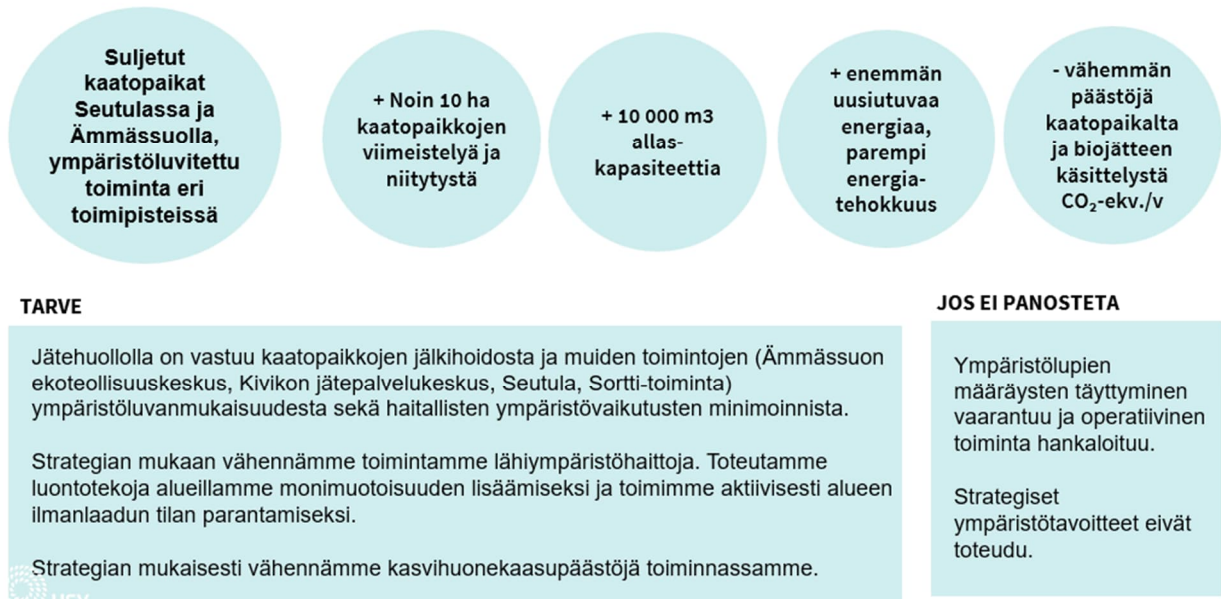 Suljetut
kaatopaikat
Seutulassa ja
Ämmässuolla,
ympäristöluvitettu
toiminta eri
toimipisteissä
+ Noin 10 ha
kaatopaikkojen
viimeistelyä ja
niitytystä
+ 10 000 m3
allas-
kapasiteettia
+ enemmän
uusiutuvaa
energiaa,
parempi
energia-
tehokkuus
- vähemmän
päästöjä
kaatopaikalta
ja biojätteen
käsittelystä
CO₂-ekv./v
TARVE
Jätehuollolla on vastuu kaatopaikkojen jälkihoidosta ja muiden toimintojen (Ämmässuon
ekoteollisuuskeskus, Kivikon jätepalvelukeskus, Seutula, Sortti-toiminta)
ympäristöluvanmukaisuudesta sekä haitallisten ympäristövaikutusten minimoinnista.
Strategian mukaan vähennämme toimintamme lähiympäristöhaittoja. Toteutamme
luontotekoja alueillamme monimuotoisuuden lisäämiseksi ja toimimme aktiivisesti alueen
ilmanlaadun tilan parantamiseksi.
Strategian mukaisesti vähennämme kasvihuonekaasupäästöjä toiminnassamme.
JOS EI PANOSTETA
Ympäristölupien
määräysten täyttyminen
vaarantuu ja operatiivinen
toiminta hankaloituu.
Strategiset
ympäristötavoitteet eivät
toteudu.